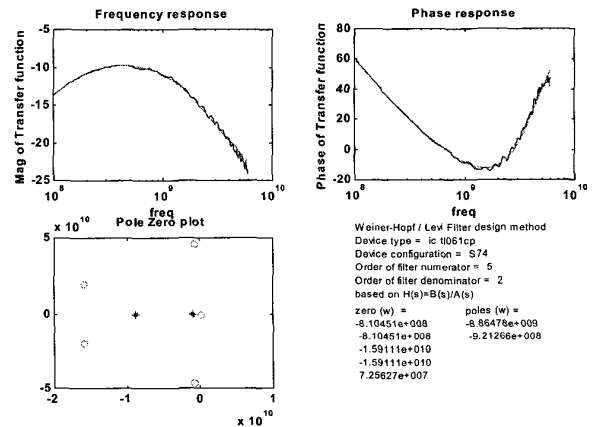 Frequency response
Mag of Transfer function
-5
-10
-15
-20
-25
10^8
10^9
10^10
freq
Phase response
Phase of Transfer function
80
60
40
20
0
-20
10^8
10^9
10^10
freq
Pole Zero plot
x 10^10
5
0
-5
-2
-1
0
1
x 10^10
Weiner-Hopf / Levi Filter design method
Device type = ic tl061cp
Device configuration = S74
Order of filter numerator = 5
Order of filter denominator = 2
based on H(s)=B(s)/A(s)
zero (w) = poles (w) =
-8.10451e+008 -8.86478e+009
-8.10451e+008 -9.21266e+008
-1.59111e+010
-1.59111e+010
7.25627e+007